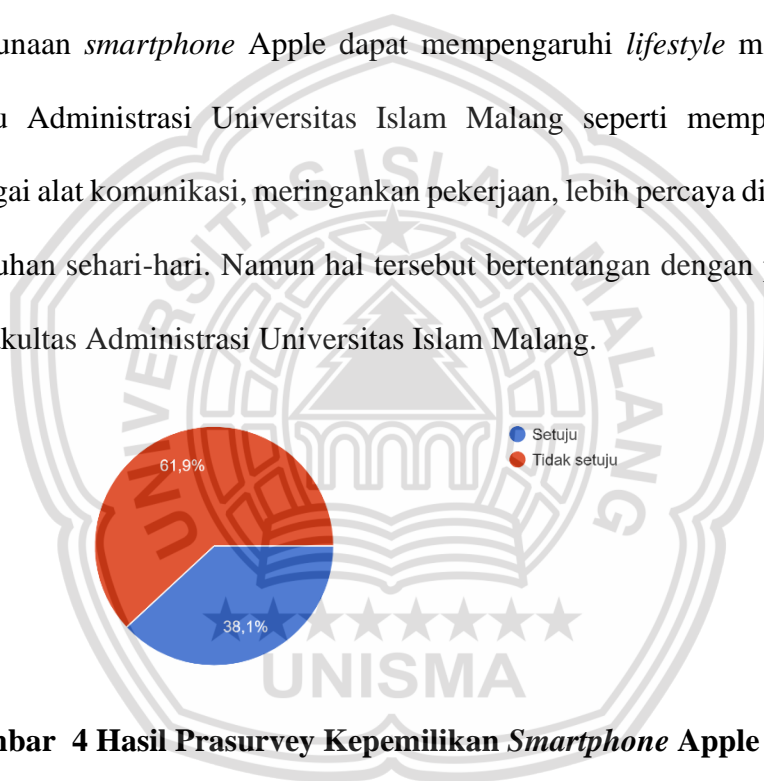 unaan smartphone Apple dapat mempengaruhi lifestyle m
u Administrasi Universitas Islam Malang seperti memp
gai alat komunikasi, meringankan pekerjaan, lebih percaya di
uhan sehari-hari. Namun hal tersebut bertentangan dengan
akultas Administrasi Universitas Islam Malang.
Setuju
Tidak setuju
61,9%
38,1%
UNIVERSITAS ISLAM MALANG
UNISMA
mbar 4 Hasil Prasurvey Kepemilikan Smartphone Apple